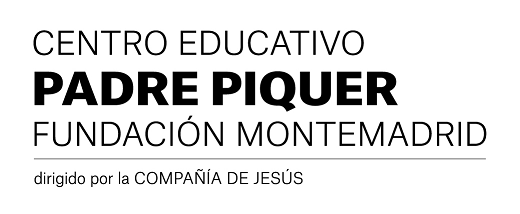 CENTRO EDUCATIVO
PADRE PIQUER
FUNDACIÓN MONTEMADRID
dirigido por la COMPAÑÍA DE JESÚS